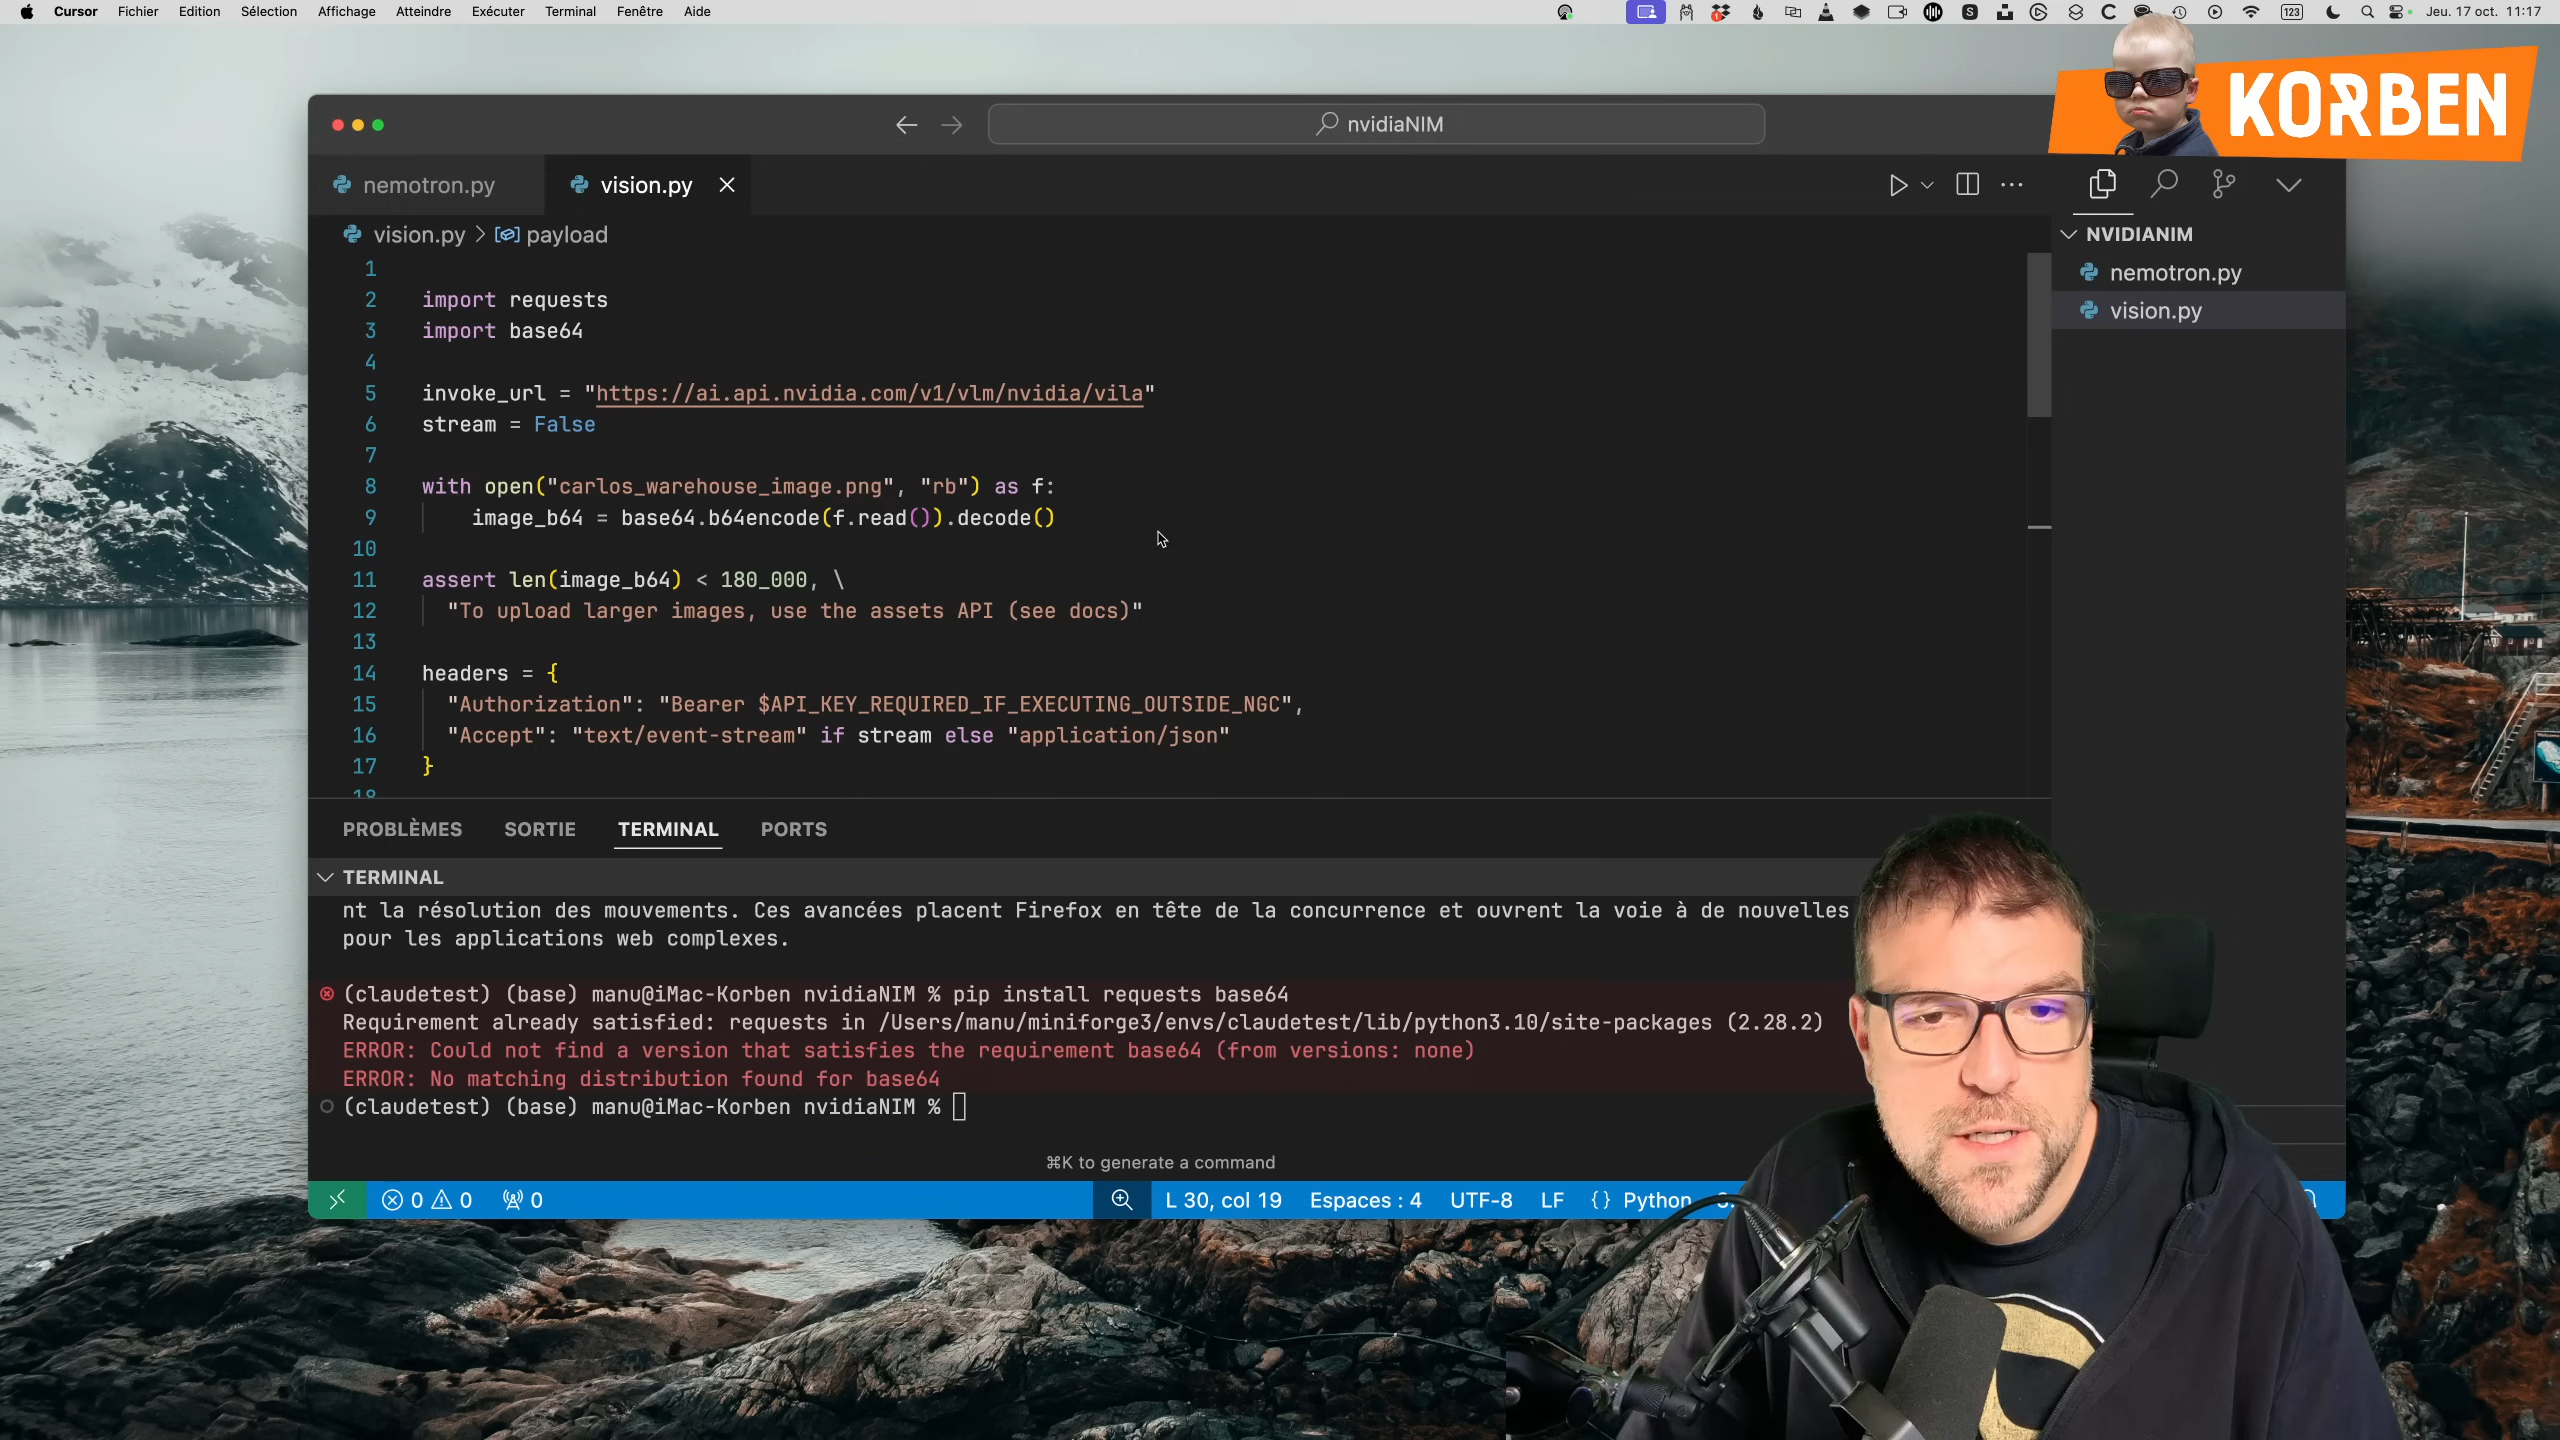 Cursor Fichier Edition Sélection Affichage Atteindre Exécuter Terminal Fenêtre Aide
123 Jeu. 17 oct. 11:17
KORBEN
nvidiaNIM
nemotron.py
vision.py
vision.py > payload
NVIDIANIM
nemotron.py
vision.py
1
2 import requests
3 import base64
4
5 invoke_url = "https://ai.api.nvidia.com/v1/vlm/nvidia/vila"
6 stream = False
7
8 with open("carlos_warehouse_image.png", "rb") as f:
9 image_b64 = base64.b64encode(f.read()).decode()
10
11 assert len(image_b64) < 180_000, \
12 "To upload larger images, use the assets API (see docs)"
13
14 headers = {
15 "Authorization": "Bearer $API_KEY_REQUIRED_IF_EXECUTING_OUTSIDE_NGC",
16 "Accept": "text/event-stream" if stream else "application/json"
17 }
18
PROBLÈMES SORTIE TERMINAL PORTS
TERMINAL
nt la résolution des mouvements. Ces avancées placent Firefox en tête de la concurrence et ouvrent la voie à de nouvelles
pour les applications web complexes.
(claudetest) (base) manu@iMac-Korben nvidiaNIM % pip install requests base64
Requirement already satisfied: requests in /Users/manu/miniforge3/envs/claudetest/lib/python3.10/site-packages (2.28.2)
ERROR: Could not find a version that satisfies the requirement base64 (from versions: none)
ERROR: No matching distribution found for base64
(claudetest) (base) manu@iMac-Korben nvidiaNIM %
⌘K to generate a command
0 0 0 L 30, col 19 Espaces : 4 UTF-8 LF {} Python